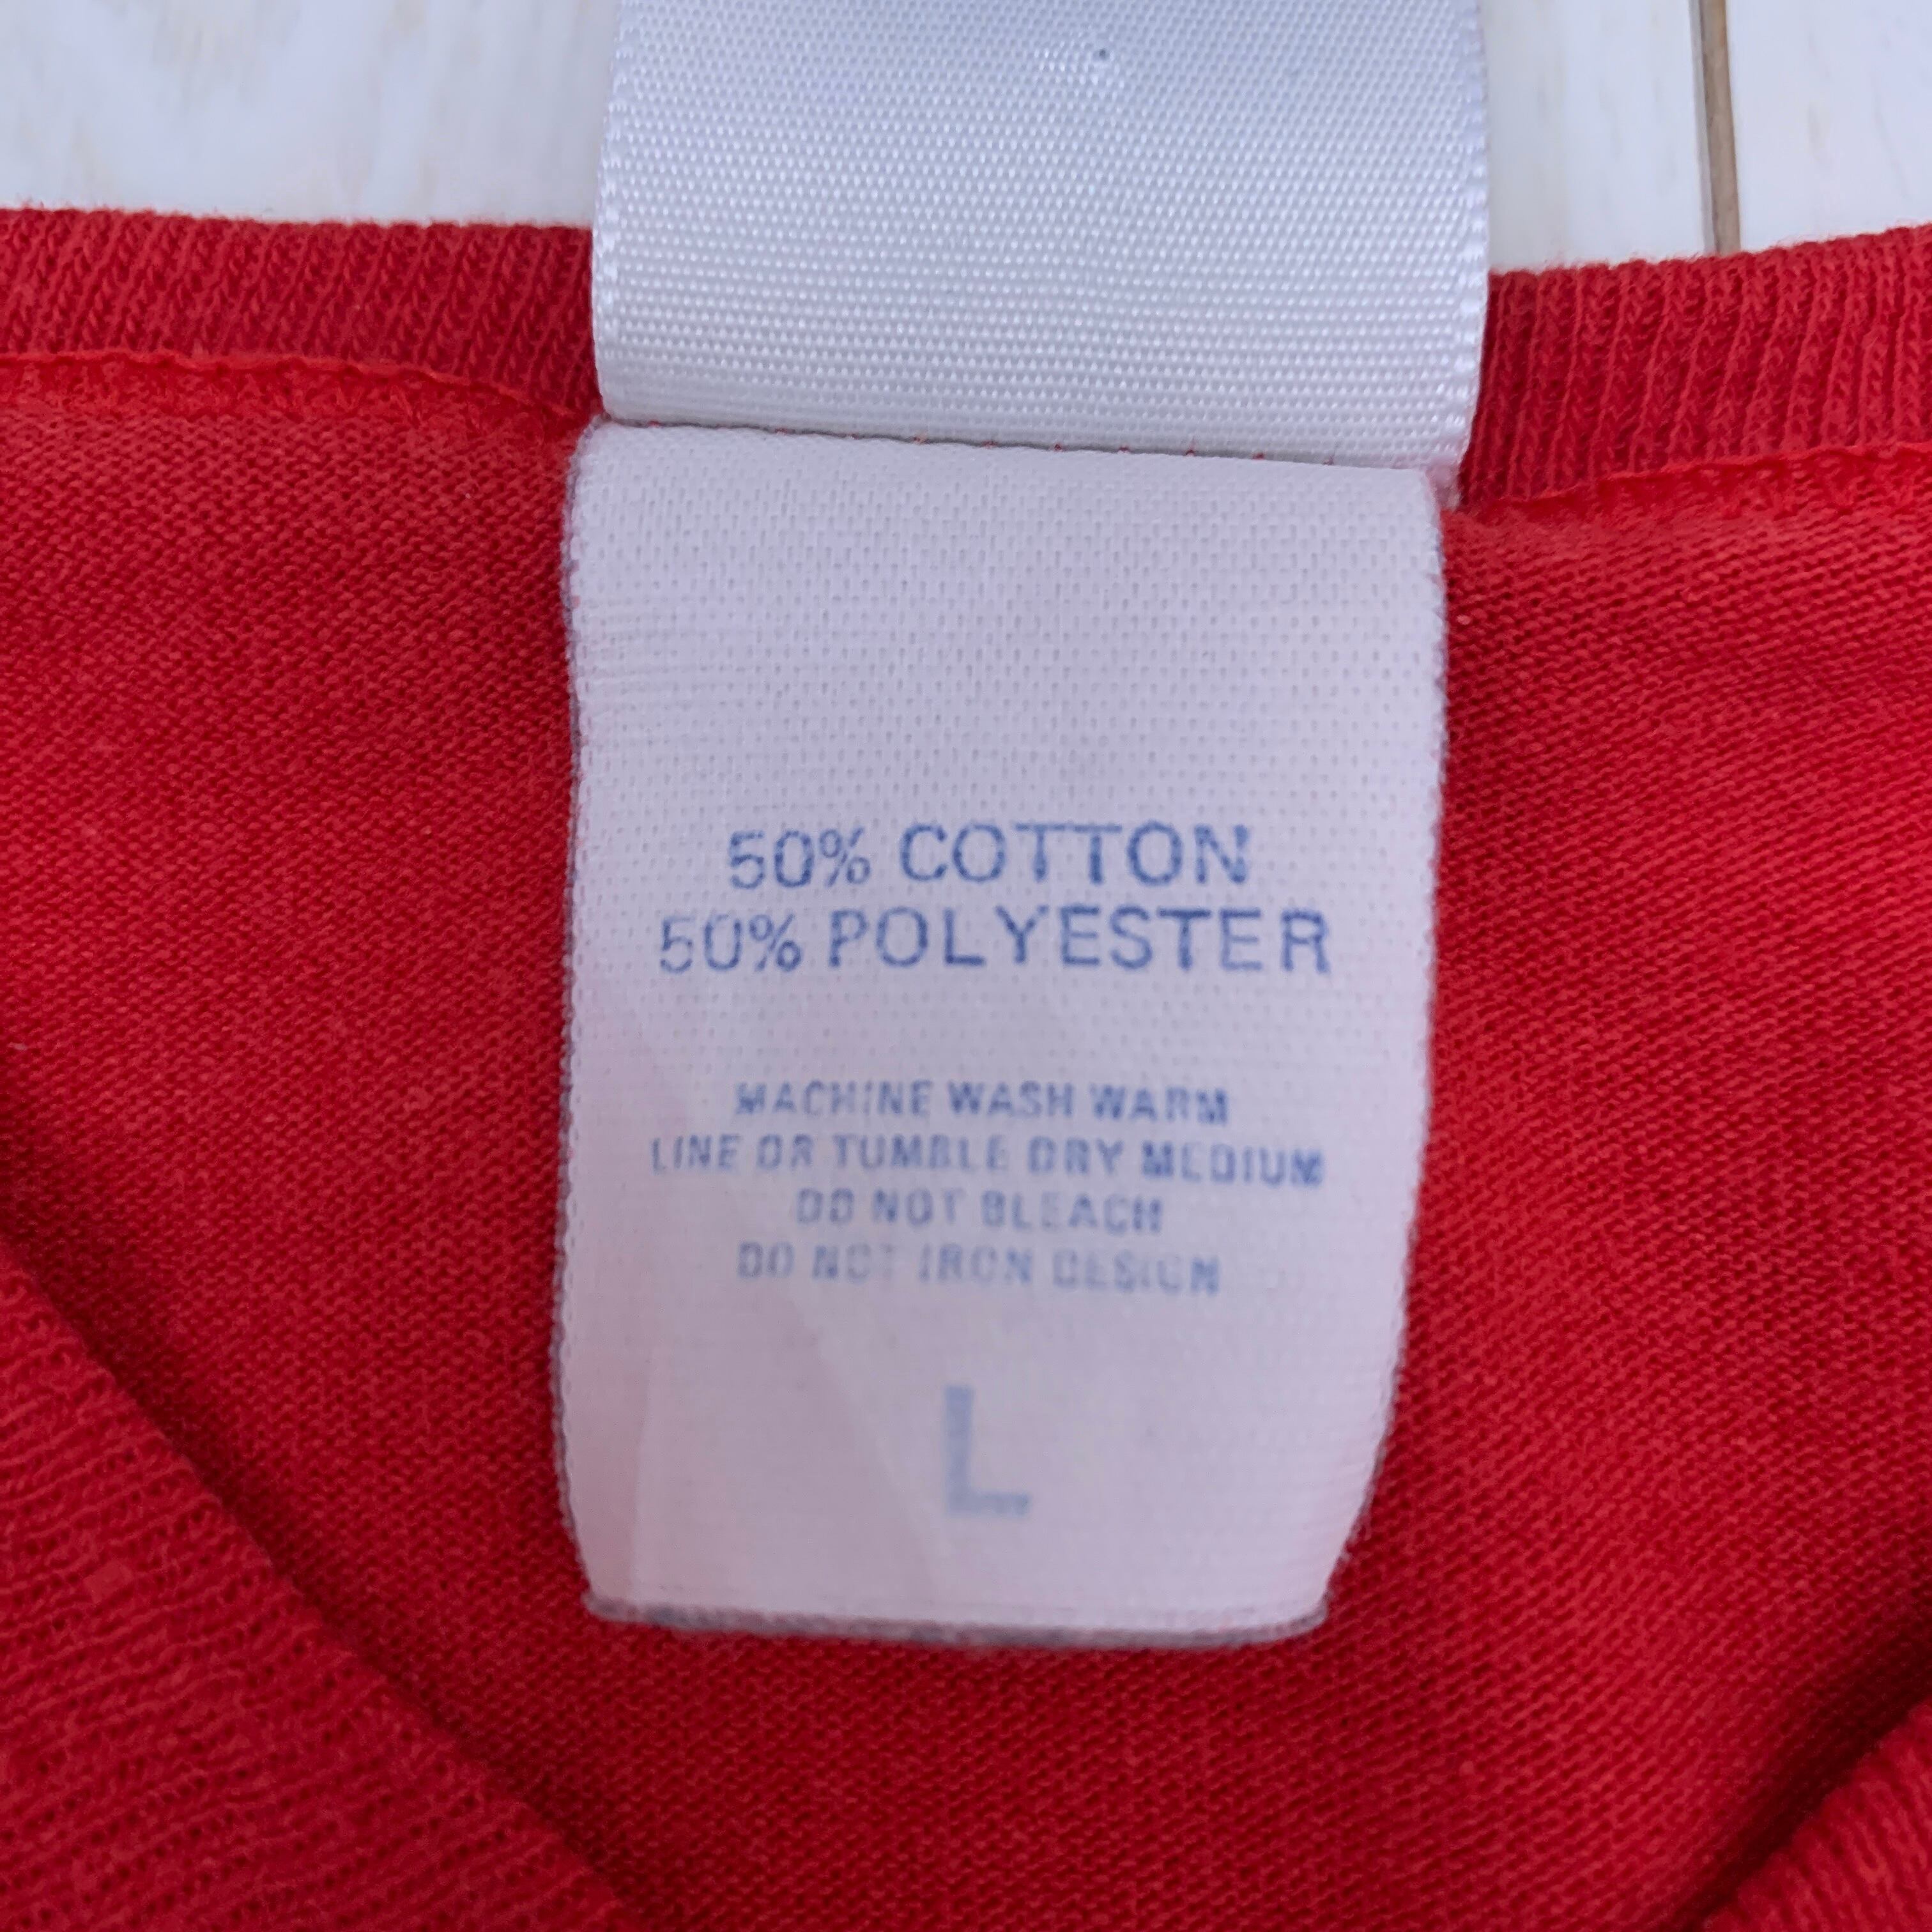 50% COTTON
50% POLYESTER
MACHINE WASH WARM
LINE OR TUMBLE DRY MEDIUM
DO NOT BLEACH
DO NOT IRON DESIGN
L